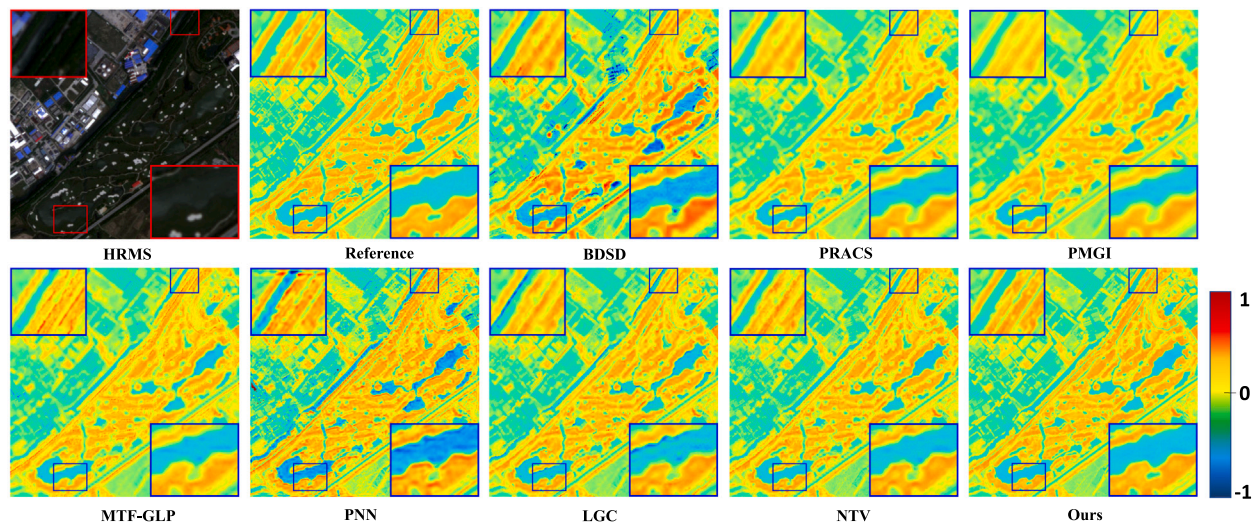 HRMS Reference BDSD PRACS PMGI
1
0
-1
MTF-GLP PNN LGC NTV Ours